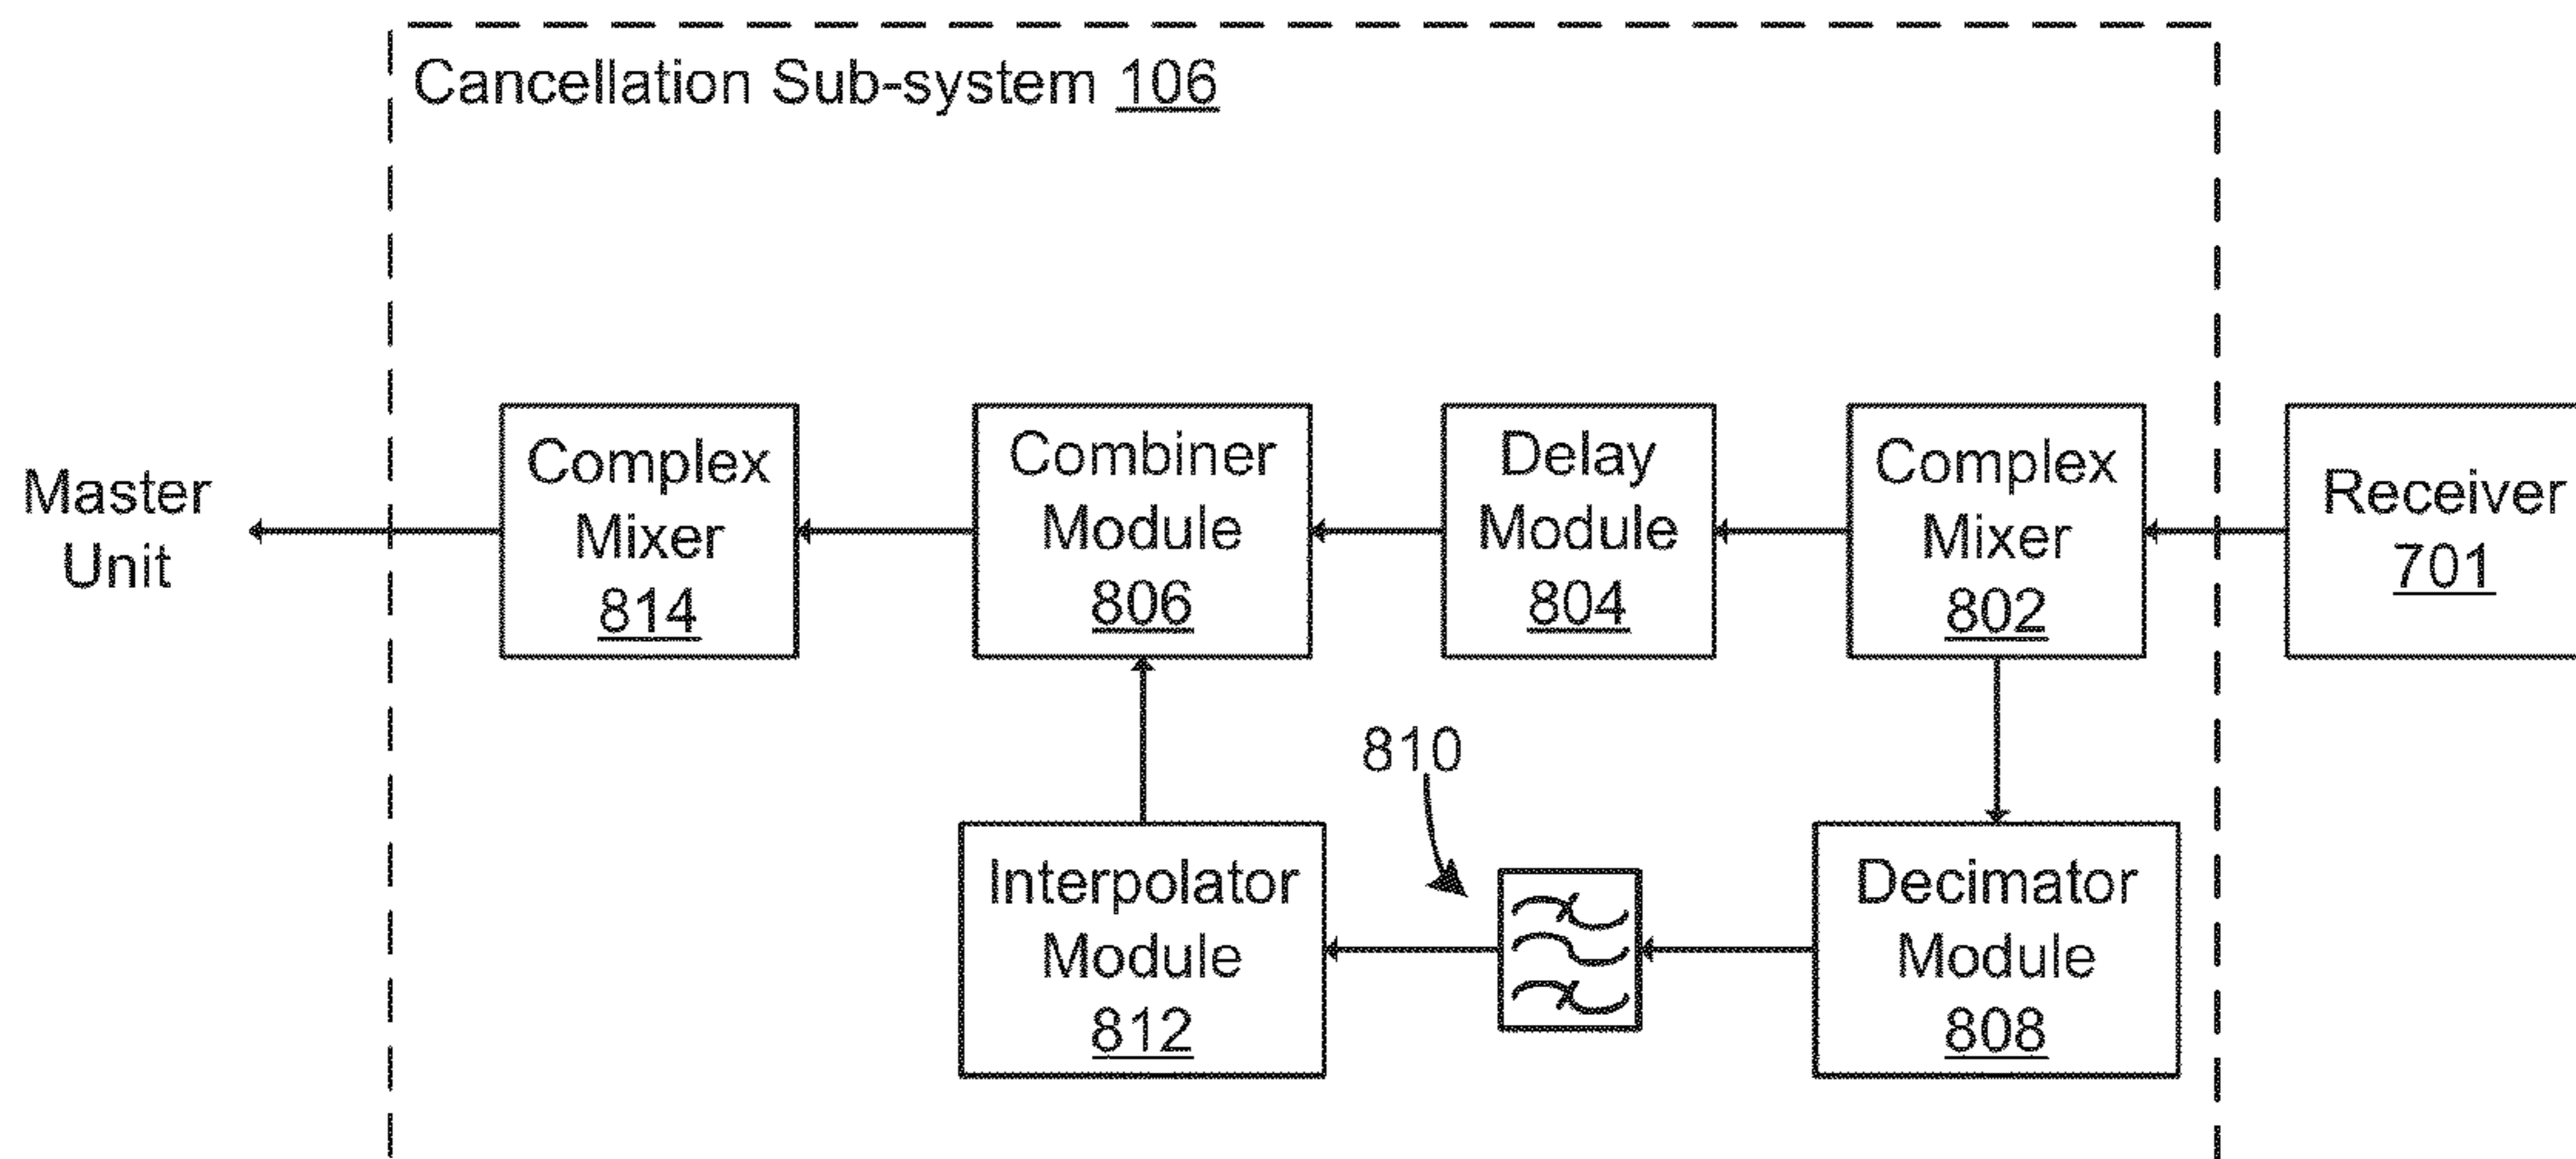 Cancellation Sub-system 106
Master
Unit
Complex
Mixer
814
Combiner
Module
806
Delay
Module
804
Complex
Mixer
802
Receiver
701
810
Interpolator
Module
812
Decimator
Module
808